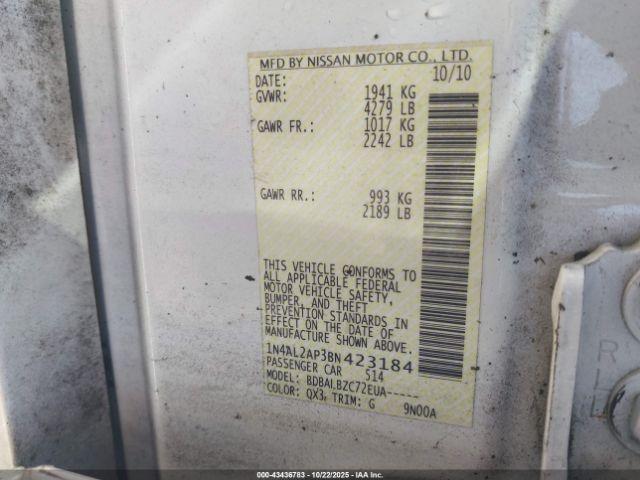 MFD BY NISSAN MOTOR CO., LTD.
DATE: 10/10
GVWR: 1941 KG
4279 LB
GAWR FR.: 1017 KG
2242 LB
GAWR RR.: 993 KG
2189 LB
THIS VEHICLE CONFORMS TO
ALL APPLICABLE FEDERAL
MOTOR VEHICLE SAFETY,
BUMPER, AND THEFT
PREVENTION STANDARDS IN
EFFECT ON THE DATE OF
MANUFACTURE SHOWN ABOVE.
1N4AL2AP3BN423184
PASSENGER CAR 514
MODEL: BDBALBZC72EUA-----
COLOR: QX3, TRIM: G 9N00A
R
000-43436783 - 10/22/2025 - IAA Inc.